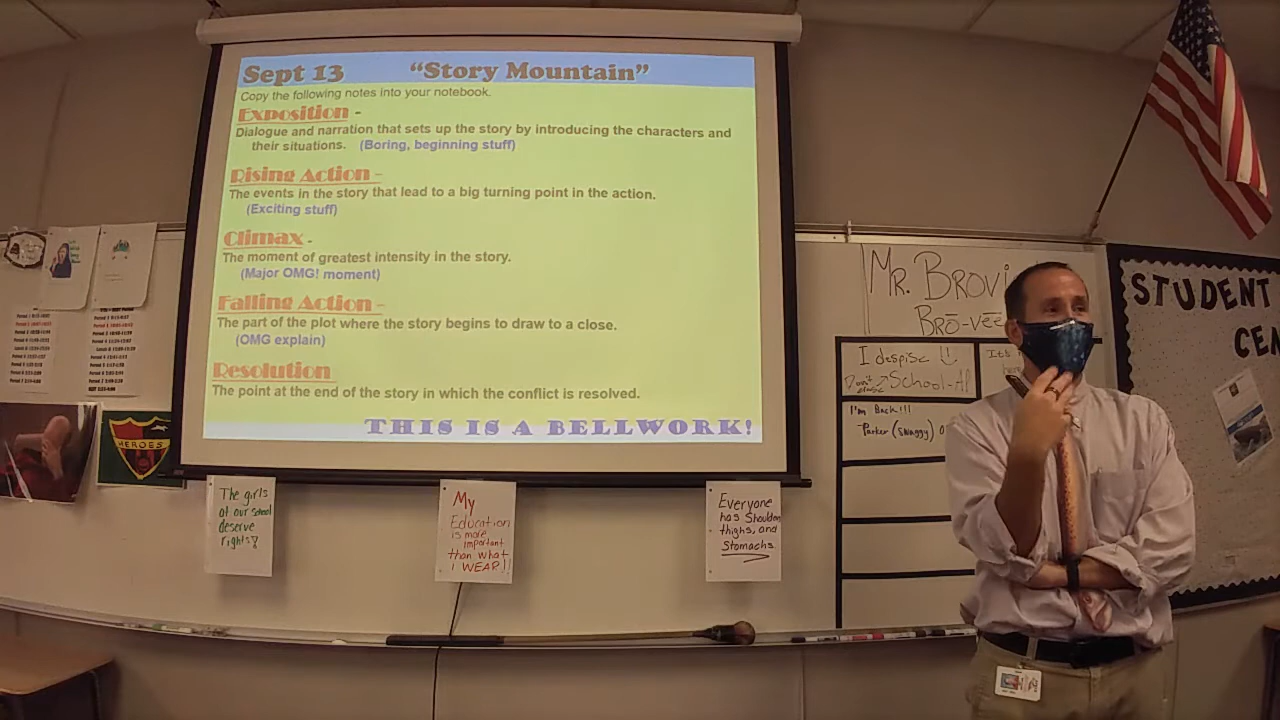 Sept 13 "Story Mountain"
Copy the following notes into your notebook.
Exposition -
Dialogue and narration that sets up the story by introducing the characters and
their situations. (Boring, beginning stuff)
Rising Action -
The events in the story that lead to a big turning point in the action.
(Exciting stuff)
Climax -
The moment of greatest intensity in the story.
(Major OMG! moment)
Falling Action -
The part of the plot where the story begins to draw to a close.
(OMG explain)
Resolution
The point at the end of the story in which the conflict is resolved.
THIS IS A BELLWORK!
MR. BROVI
BRŌ-vēe
I despise
School-Al
I'm Back!!!
Parker (swaggy)
STUDENT
CEN
HEROES
The girls
at our school
deserve
rights!
My
Education
is more
important
than what
I WEAR!!
Everyone
has Shoulders
thighs, and
Stomachs.